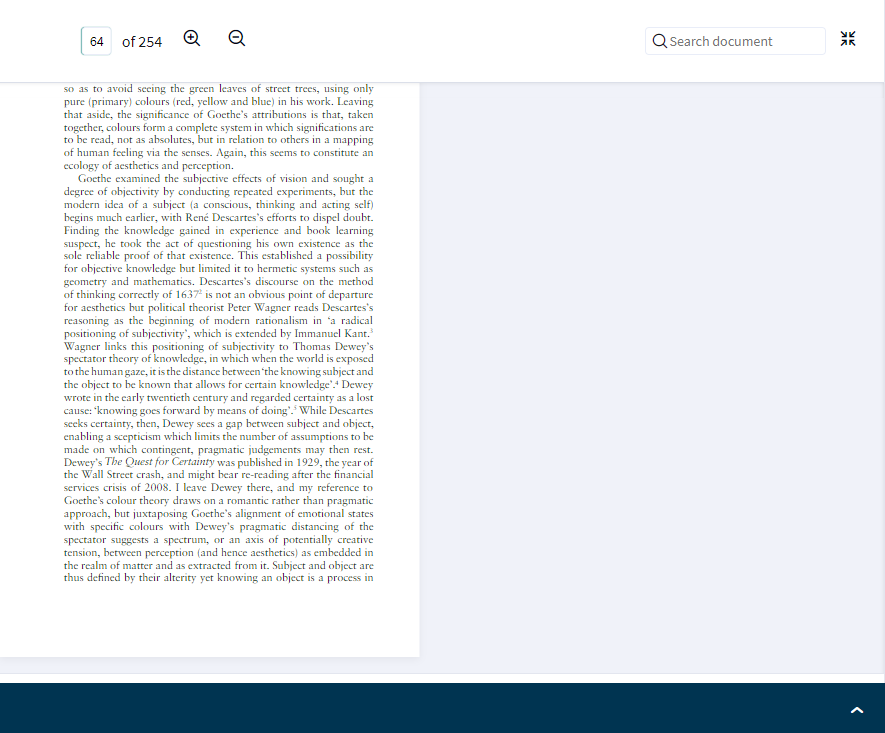 64 of 254
Search document
so as to avoid seeing the green leaves of street trees, using only
pure (primary) colours (red, yellow and blue) in his work. Leaving
that aside, the significance of Goethe's attributions is that, taken
together, colours form a complete system in which significations are
to be read, not as absolutes, but in relation to others in a mapping
of human feeling via the senses. Again, this seems to constitute an
ecology of aesthetics and perception.
Goethe examined the subjective effects of vision and sought a
degree of objectivity by conducting repeated experiments, but the
modern idea of a subject (a conscious, thinking and acting self)
begins much earlier, with René Descartes's efforts to dispel doubt.
Finding the knowledge gained in experience and book learning
suspect, he took the act of questioning his own existence as the
sole reliable proof of that existence. This established a possibility
for objective knowledge but limited it to hermetic systems such as
geometry and mathematics. Descartes's discourse on the method
of thinking correctly of 1637² is not an obvious point of departure
for aesthetics but political theorist Peter Wagner reads Descartes's
reasoning as the beginning of modern rationalism in 'a radical
positioning of subjectivity', which is extended by Immanuel Kant.³
Wagner links this positioning of subjectivity to Thomas Dewey's
spectator theory of knowledge, in which when the world is exposed
to the human gaze, it is the distance between 'the knowing subject and
the object to be known that allows for certain knowledge'.⁴ Dewey
wrote in the early twentieth century and regarded certainty as a lost
cause: 'knowing goes forward by means of doing'.⁵ While Descartes
seeks certainty, then, Dewey sees a gap between subject and object,
enabling a scepticism which limits the number of assumptions to be
made on which contingent, pragmatic judgements may then rest.
Dewey's The Quest for Certainty was published in 1929, the year of
the Wall Street crash, and might bear re-reading after the financial
services crisis of 2008. I leave Dewey there, and my reference to
Goethe's colour theory draws on a romantic rather than pragmatic
approach, but juxtaposing Goethe's alignment of emotional states
with specific colours with Dewey's pragmatic distancing of the
spectator suggests a spectrum, or an axis of potentially creative
tension, between perception (and hence aesthetics) as embedded in
the realm of matter and as extracted from it. Subject and object are
thus defined by their alterity yet knowing an object is a process in